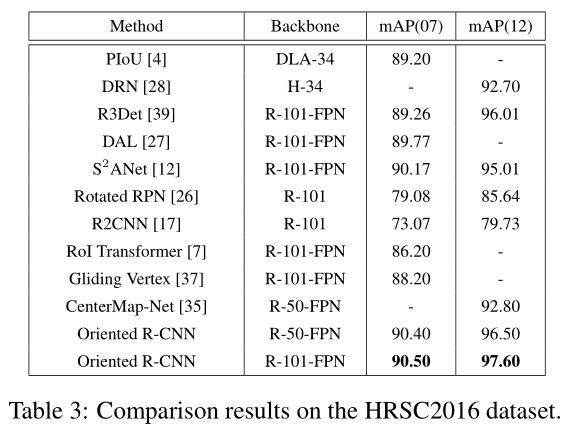 Method Backbone mAP(07) mAP(12)
PIoU [4] DLA-34 89.20 -
DRN [28] H-34 - 92.70
R3Det [39] R-101-FPN 89.26 96.01
DAL [27] R-101-FPN 89.77 -
S²ANet [12] R-101-FPN 90.17 95.01
Rotated RPN [26] R-101 79.08 85.64
R2CNN [17] R-101 73.07 79.73
RoI Transformer [7] R-101-FPN 86.20 -
Gliding Vertex [37] R-101-FPN 88.20 -
CenterMap-Net [35] R-50-FPN - 92.80
Oriented R-CNN R-50-FPN 90.40 96.50
Oriented R-CNN R-101-FPN 90.50 97.60
Table 3: Comparison results on the HRSC2016 dataset.